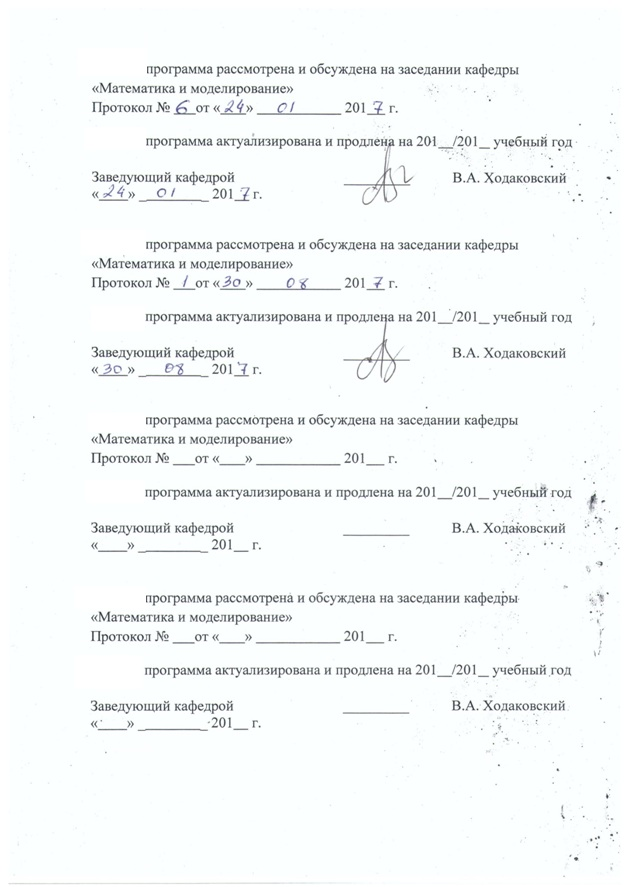 программа рассмотрена и обсуждена на заседании кафедры
«Математика и моделирование»
Протокол № 6 от «24» 01 2017 г.
программа актуализирована и продлена на 201__/201__ учебный год
Заведующий кафедрой _________ В.А. Ходаковский
«24» 01 2017 г.
программа рассмотрена и обсуждена на заседании кафедры
«Математика и моделирование»
Протокол № 1 от «30» 08 2017 г.
программа актуализирована и продлена на 201__/201__ учебный год
Заведующий кафедрой _________ В.А. Ходаковский
«30» 08 2017 г.
программа рассмотрена и обсуждена на заседании кафедры
«Математика и моделирование»
Протокол № ___от «____» ____________ 201___ г.
программа актуализирована и продлена на 201__/201__ учебный год
Заведующий кафедрой _________ В.А. Ходаковский
«____» __________ 201__ г.
программа рассмотрена и обсуждена на заседании кафедры
«Математика и моделирование»
Протокол № ___от «____» ____________ 201___ г.
программа актуализирована и продлена на 201__/201__ учебный год
Заведующий кафедрой _________ В.А. Ходаковский
«____» __________ 201__ г.